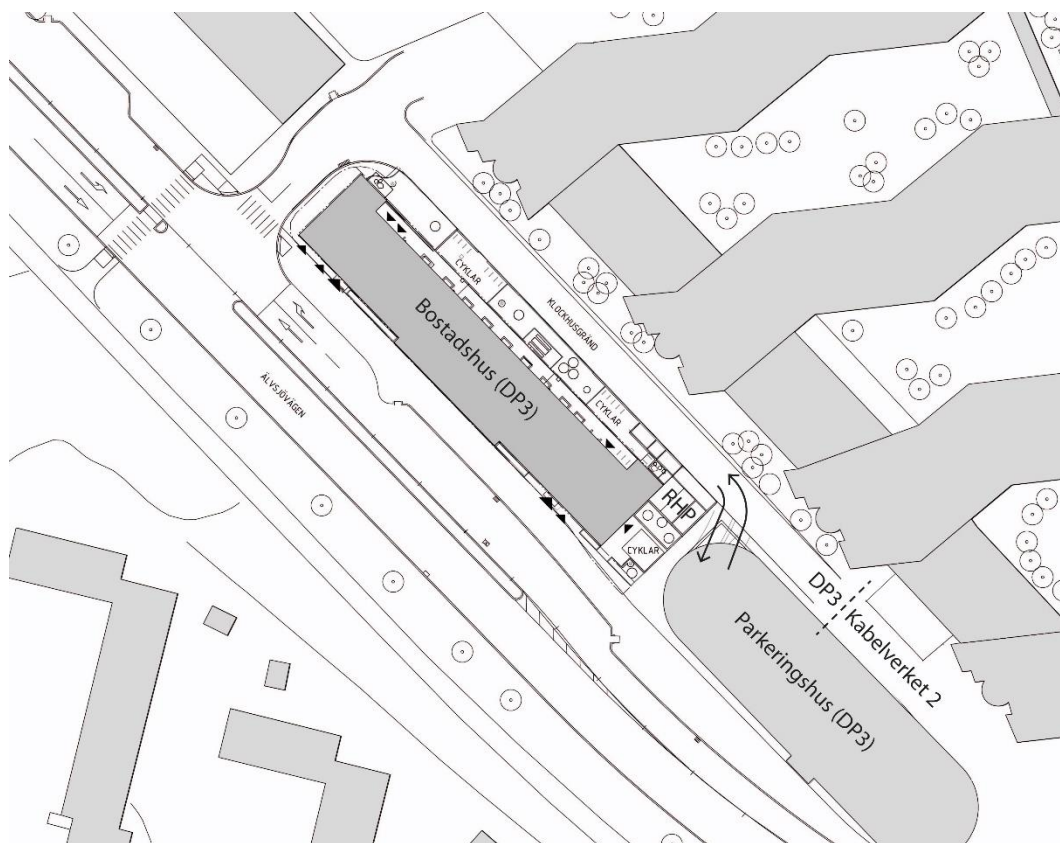 CYKLAR
KLOCKHUSGRÄND
Bostadshus (DP3)
ÄLVSJÖVÄGEN
CYKLAR
RHP
CYKLAR
DP3
Kabelverket 2
Parkeringshus (DP3)